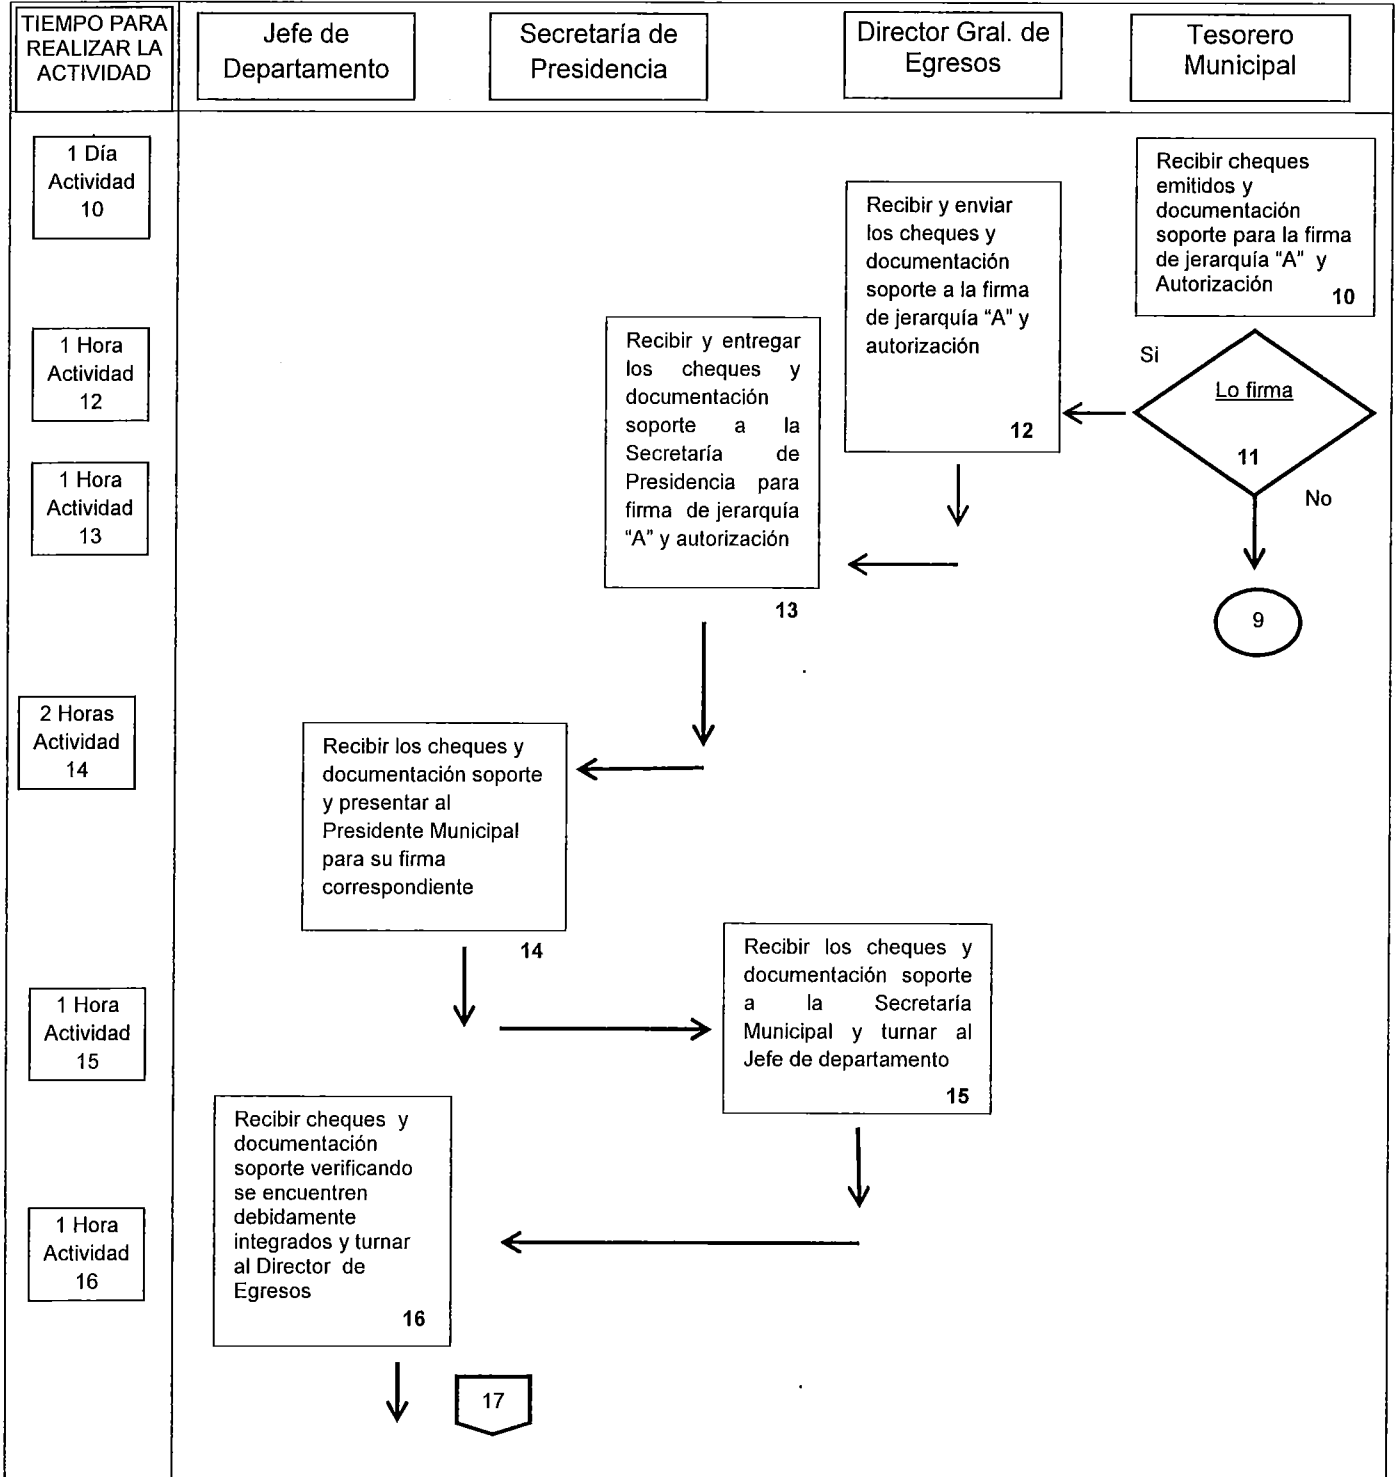 TIEMPO PARA
REALIZAR LA
ACTIVIDAD
Jefe de
Departamento
Secretaría de
Presidencia
Director Gral. de
Egresos
Tesorero
Municipal
1 Día
Actividad
10
Recibir cheques
emitidos y
documentación
soporte para la firma
de jerarquía “A” y
Autorización
10
Recibir y enviar
los cheques y
documentación
soporte a la firma
de jerarquía “A” y
autorización
12
1 Hora
Actividad
12
Recibir y entregar
los cheques y
documentación
soporte a la
Secretaría de
Presidencia para
firma de jerarquía
“A” y autorización
13
Si
Lo firma
11
No
9
1 Hora
Actividad
13
2 Horas
Actividad
14
Recibir los cheques y
documentación soporte
y presentar al
Presidente Municipal
para su firma
correspondiente
14
Recibir los cheques y
documentación soporte
a la Secretaría
Municipal y turnar al
Jefe de departamento
15
1 Hora
Actividad
15
Recibir cheques y
documentación
soporte verificando
se encuentren
debidamente
integrados y turnar
al Director de
Egresos
16
1 Hora
Actividad
16
17